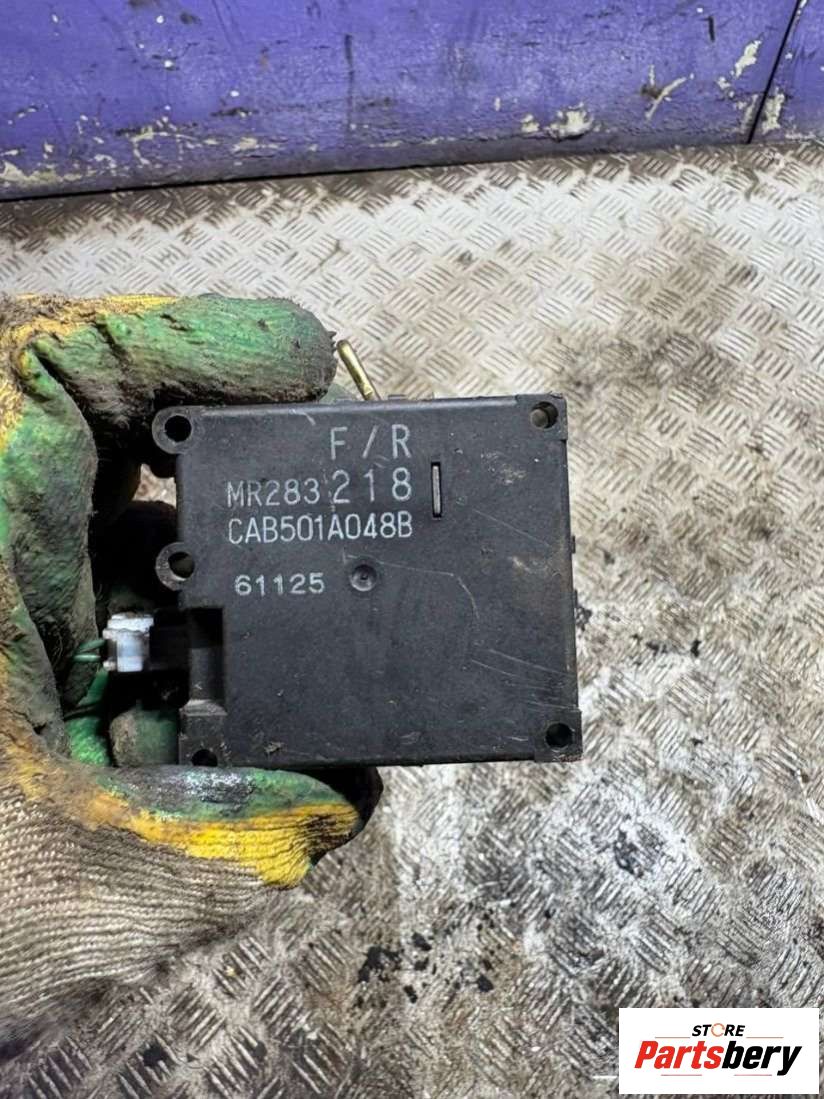 F/R
MR283218
CAB501A048B
61125
STORE
Partsbery